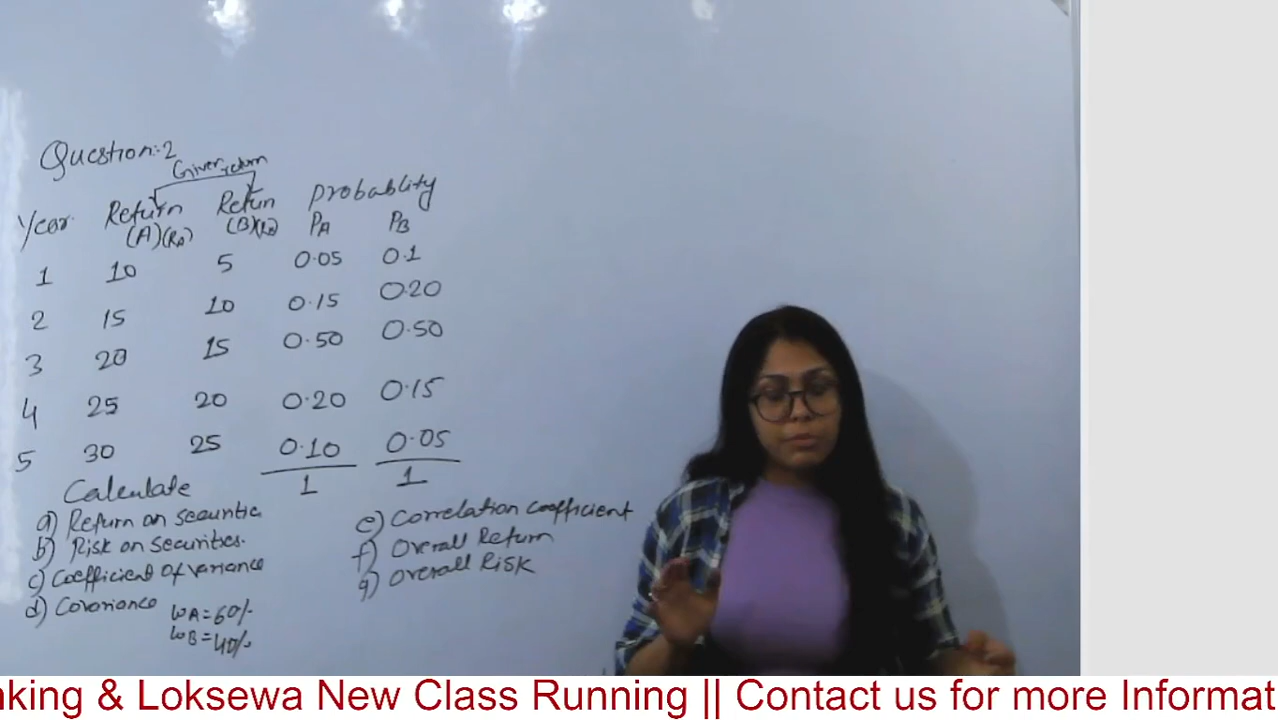 Question:-2
Given return
Year Return Retun probablity
(A)(RA) (B)(RB) PA PB
1 10 5 0.05 0.1
2 15 10 0.15 0.20
3 20 15 0.50 0.50
4 25 20 0.20 0.15
5 30 25 0.10 0.05
1 1
Calculate
a) Return on securitie
b) Risk on securities.
c) Coefficient of variance
d) Covariance
WA=60%
WB=40%
e) Correlation coefficient
f) Overall Return
g) Overall Risk
nking & Loksewa New Class Running || Contact us for more Informat